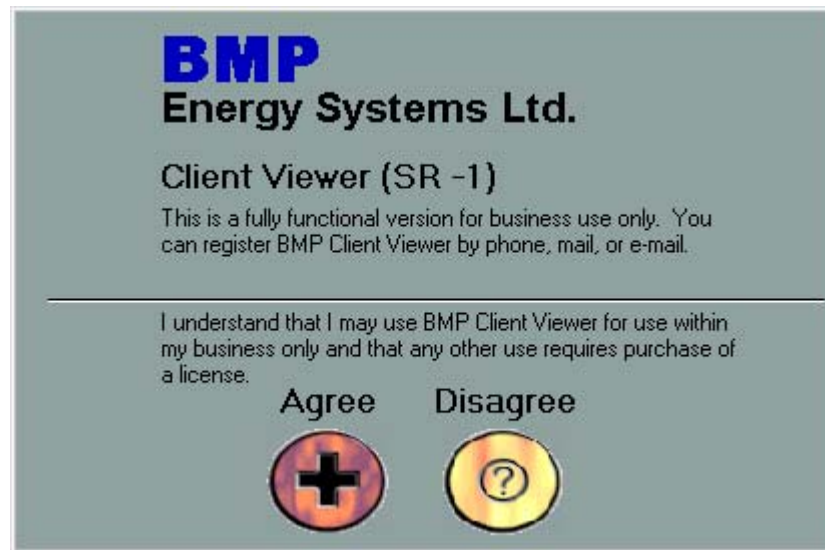 BMP
Energy Systems Ltd.
Client Viewer (SR -1)
This is a fully functional version for business use only.  You
can register BMP Client Viewer by phone, mail, or e-mail.
I understand that I may use BMP Client Viewer for use within
my business only and that any other use requires purchase of
a license.
Agree Disagree
?